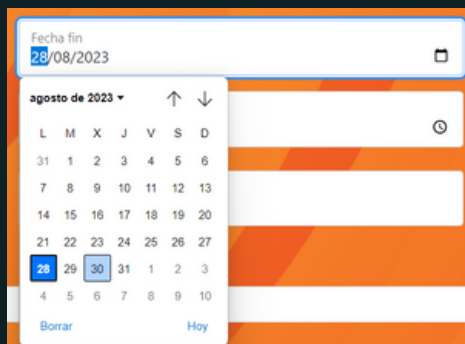 Fecha fin
28/08/2023
agosto de 2023
L M X J V S D
31 1 2 3 4 5 6
7 8 9 10 11 12 13
14 15 16 17 18 19 20
21 22 23 24 25 26 27
28 29 30 31 1 2 3
4 5 6 7 8 9 10
Borrar Hoy